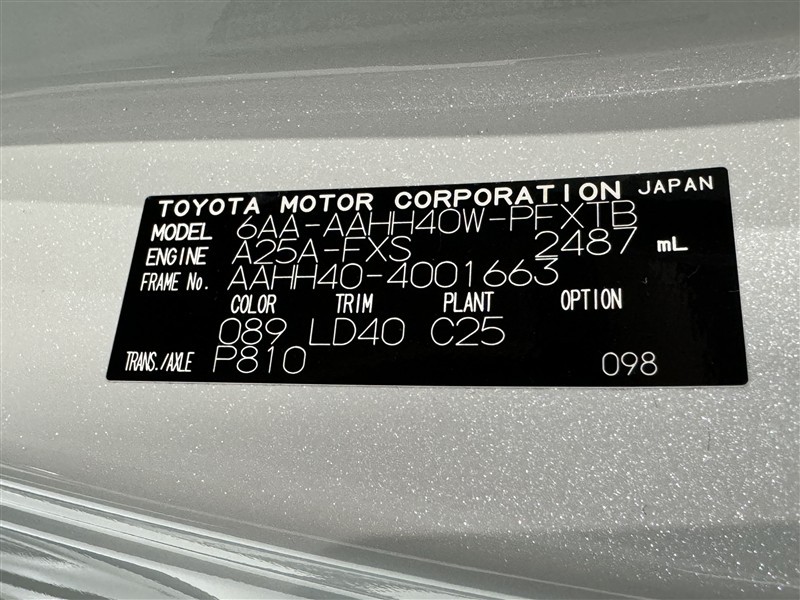 TOYOTA MOTOR CORPORATION JAPAN
MODEL 6AA-AAHH40W-PFXTB
ENGINE A25A-FXS 2487 mL
FRAME No. AAHH40-4001663
COLOR TRIM PLANT OPTION
089 LD40 C25
TRANS./AXLE P810 098